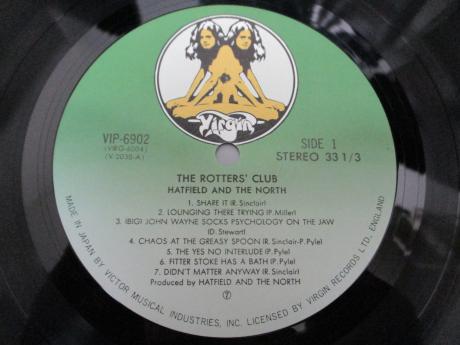 Virgin
VIP-6902
(VIRG-6004)
(V 2030-A)
SIDE 1
STEREO 33 1/3
THE ROTTERS' CLUB
HATFIELD AND THE NORTH
1. SHARE IT (R. Sinclair)
2. LOUNGING THERE TRYING (P. Miller)
3. (BIG) JOHN WAYNE SOCKS PSYCHOLOGY ON THE JAW
(D. Stewart)
4. CHAOS AT THE GREASY SPOON (R. Sinclair-P. Pyle)
5. THE YES NO INTERLUDE (P. Pyle)
6. FITTER STOKE HAS A BATH (P. Pyle)
7. DIDN'T MATTER ANYWAY (R. Sinclair)
Produced by HATFIELD AND THE NORTH
MADE IN JAPAN BY VICTOR MUSICAL INDUSTRIES, INC. LICENSED BY VIRGIN RECORDS LTD., ENGLAND